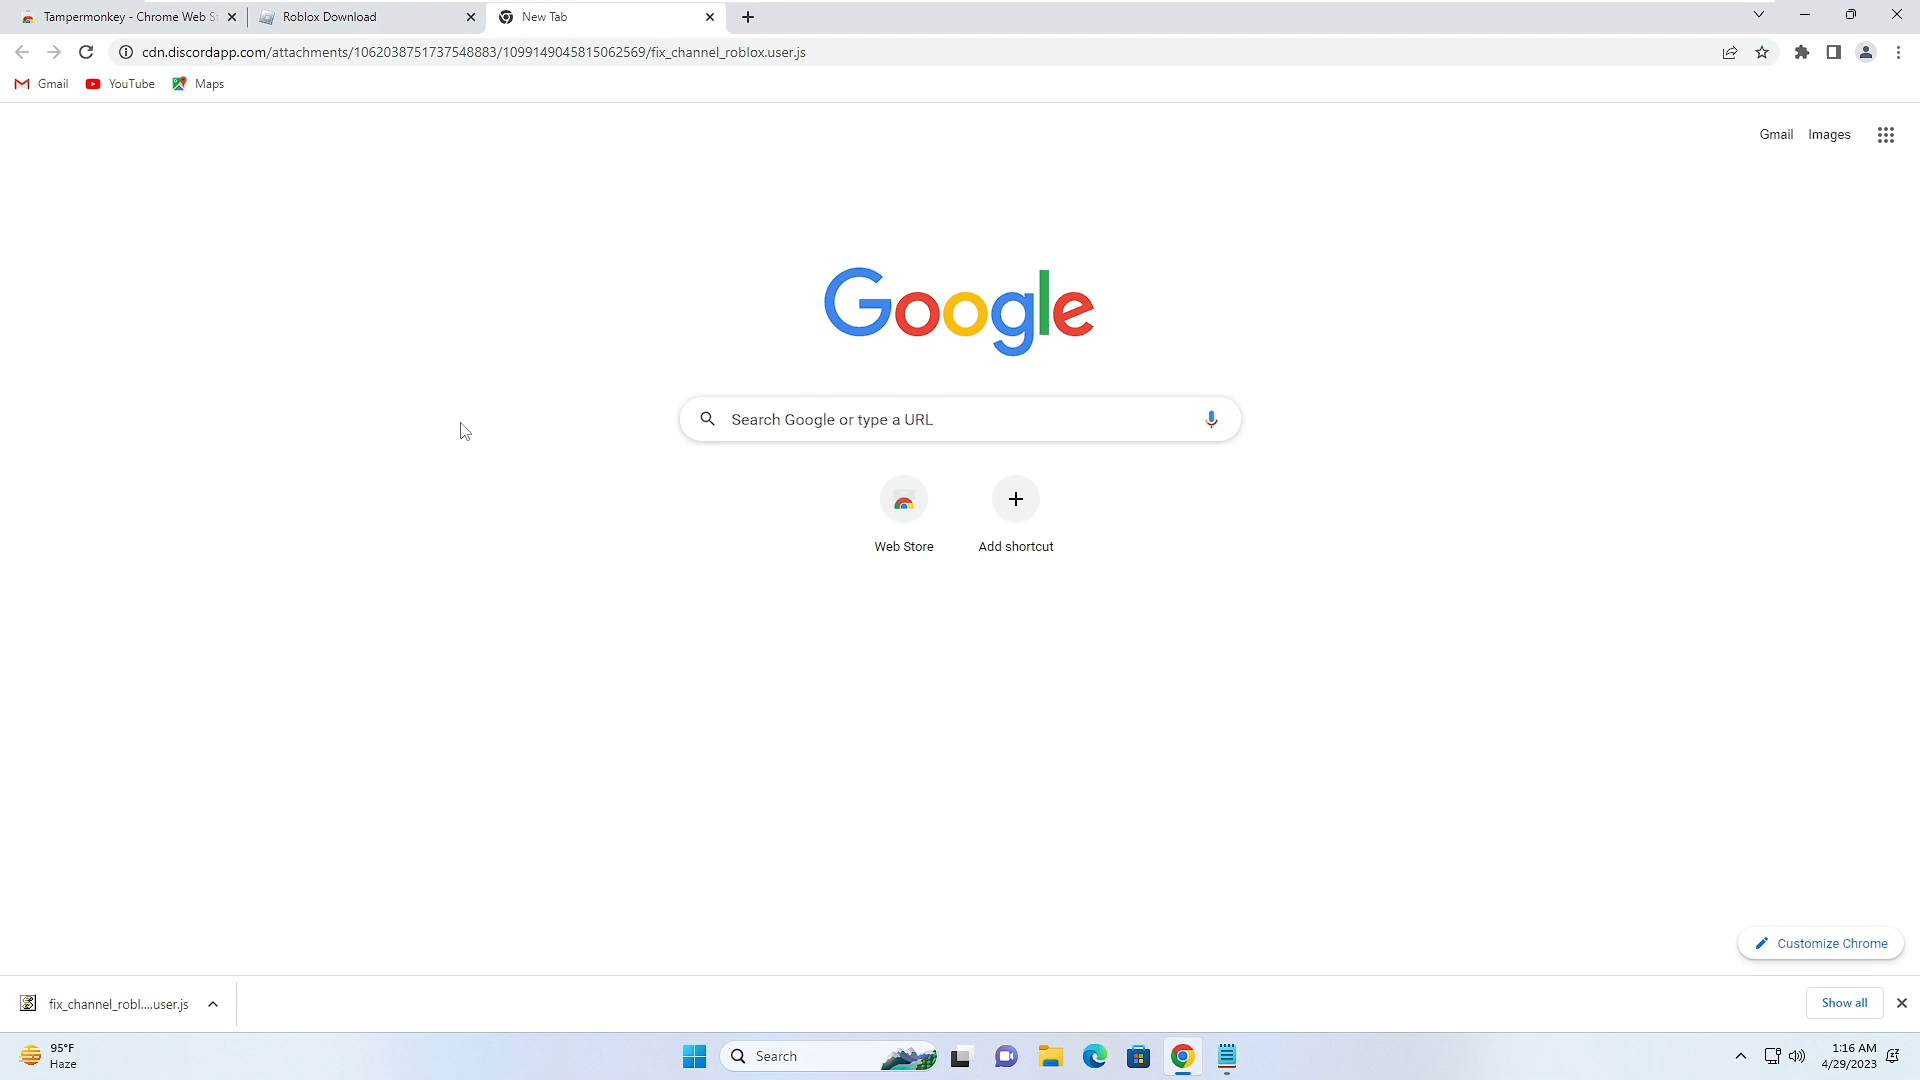 Tampermonkey - Chrome Web St
Roblox Download
New Tab
cdn.discordapp.com/attachments/1062038751737548883/1099149045815062569/fix_channel_roblox.user.js
Gmail
YouTube
Maps
Gmail
Images
Google
Search Google or type a URL
Web Store
Add shortcut
Customize Chrome
fix_channel_robl....user.js
Show all
95°F
Haze
Search
1:16 AM
4/29/2023